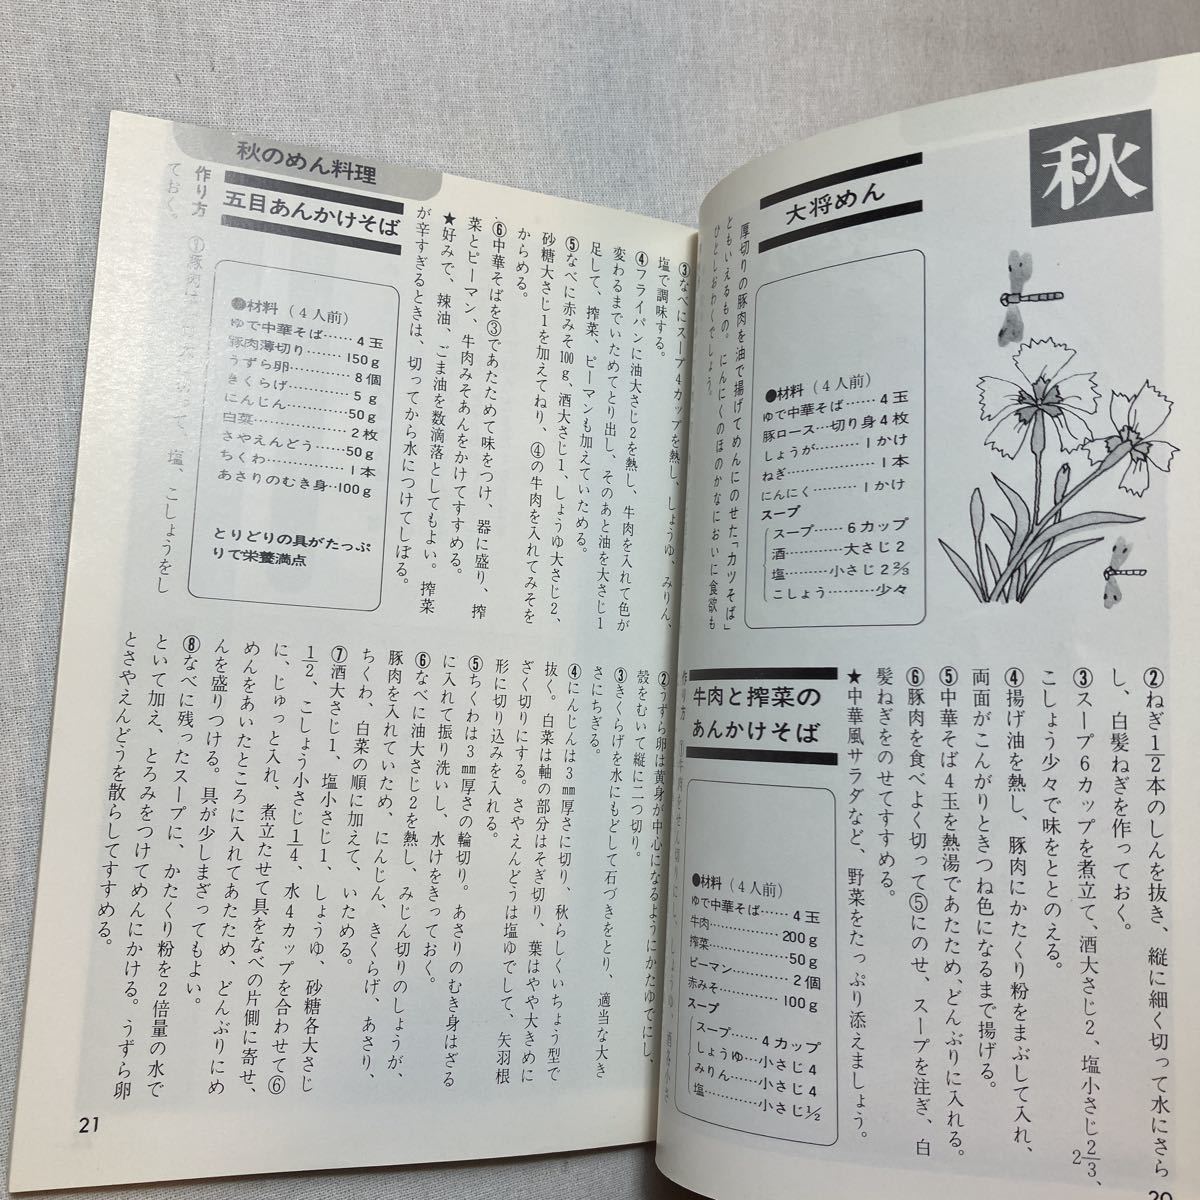 秋
大将めん
厚切りの豚肉を油で揚げてめんにのせた「カツそば」
ともいえるもの。にんにくのほのかなにおいに食欲も
ひとしおわくでしょう。
●材料（4人前）
ゆで中華そば……4玉
豚ロース…切り身4枚
しょうが………1かけ
ねぎ……………1本
にんにく………1かけ
スープ
スープ……6カップ
酒………大さじ2
塩………小さじ2⅔
こしょう………少々
②ねぎ1/2本のしんを抜き、縦に細く切って水にさら
し、白髪ねぎを作っておく。
③スープ6カップを煮立て、酒大さじ2、塩小さじ2 2/3、
こしょう少々で味をととのえる。
④揚げ油を熱し、豚肉にかたくり粉をまぶして入れ、
両面がこんがりときつね色になるまで揚げる。
⑤中華そば4玉を熱湯であたため、どんぶりに入れる。
⑥豚肉を食べよく切って⑤にのせ、スープを注ぎ、白
髪ねぎをのせてすすめる。
★中華風サラダなど、野菜をたっぷり添えましょう。
牛肉と搾菜の
あんかけそば
●材料（4人前）
ゆで中華そば……4玉
牛肉……………200g
搾菜……………50g
ピーマン………2個
赤みそ…………100g
スープ
スープ……4カップ
しょうゆ…小さじ4
みりん……小さじ4
塩………小さじ½
作り方 ①牛肉をせん切りにし、しょうゆ、酒各小さ
20
秋のめん料理
③なべにスープ4カップを熱し、しょうゆ、みりん、
塩で調味する。
④フライパンに油大さじ2を熱し、牛肉を入れて色が
変わるまでいためてとり出し、そのあと油を大さじ1
足して、搾菜、ピーマンも加えていためる。
⑤なべに赤みそ100g、酒大さじ1、しょうゆ大さじ2、
砂糖大さじ1を加えてねり、④の牛肉を入れてみそを
からめる。
⑥中華そばを③であたためて味をつけ、器に盛り、搾
菜とピーマン、牛肉みそあんをかけてすすめる。
★好みで、辣油、ごま油を数滴落としてもよい。搾菜
が辛すぎるときは、切ってから水につけてしぼる。
五目あんかけそば
●材料（4人前）
ゆで中華そば……4玉
豚肉薄切り……150g
うずら卵…………8個
きくらげ…………5g
にんじん…………50g
白菜……………2枚
さやえんどう……50g
ちくわ……………1本
あさりのむき身…100g
とりどりの具がたっぷ
りで栄養満点
作り方 ①豚肉は
て、塩、こしょうをし
ておく。
②うずら卵は黄身が中心になるようにかたゆでにし、
殻をむいて縦に二つ切り。
③きくらげを水にもどして石づきをとり、適当な大き
さにちぎる。
④にんじんは3mm厚さに切り、秋らしくいちょう型で
抜く。白菜は軸の部分はそぎ切り、葉はやや大きめに
ざく切りにする。さやえんどうは塩ゆでして、矢羽根
形に切り込みを入れる。
⑤ちくわは3mm厚さの輪切り。あさりのむき身はざる
に入れて振り洗いし、水けをきっておく。
⑥なべに油大さじ2を熱し、みじん切りのしょうが、
豚肉を入れていため、にんじん、きくらげ、あさり、
ちくわ、白菜の順に加えて、いためる。
⑦酒大さじ1、塩小さじ1、しょうゆ、砂糖各大さじ
1/2、こしょう小さじ1/4、水4カップを合わせて⑥
に、じゅっと入れ、煮立たせて具をなべの片側に寄せ、
めんをあいたところに入れてあたため、どんぶりにめ
んを盛りつける。具が少しまざってもよい。
⑧なべに残ったスープに、かたくり粉を2倍量の水で
といて加え、とろみをつけてめんにかける。うずら卵
とさやえんどうを散らしてすすめる。
21